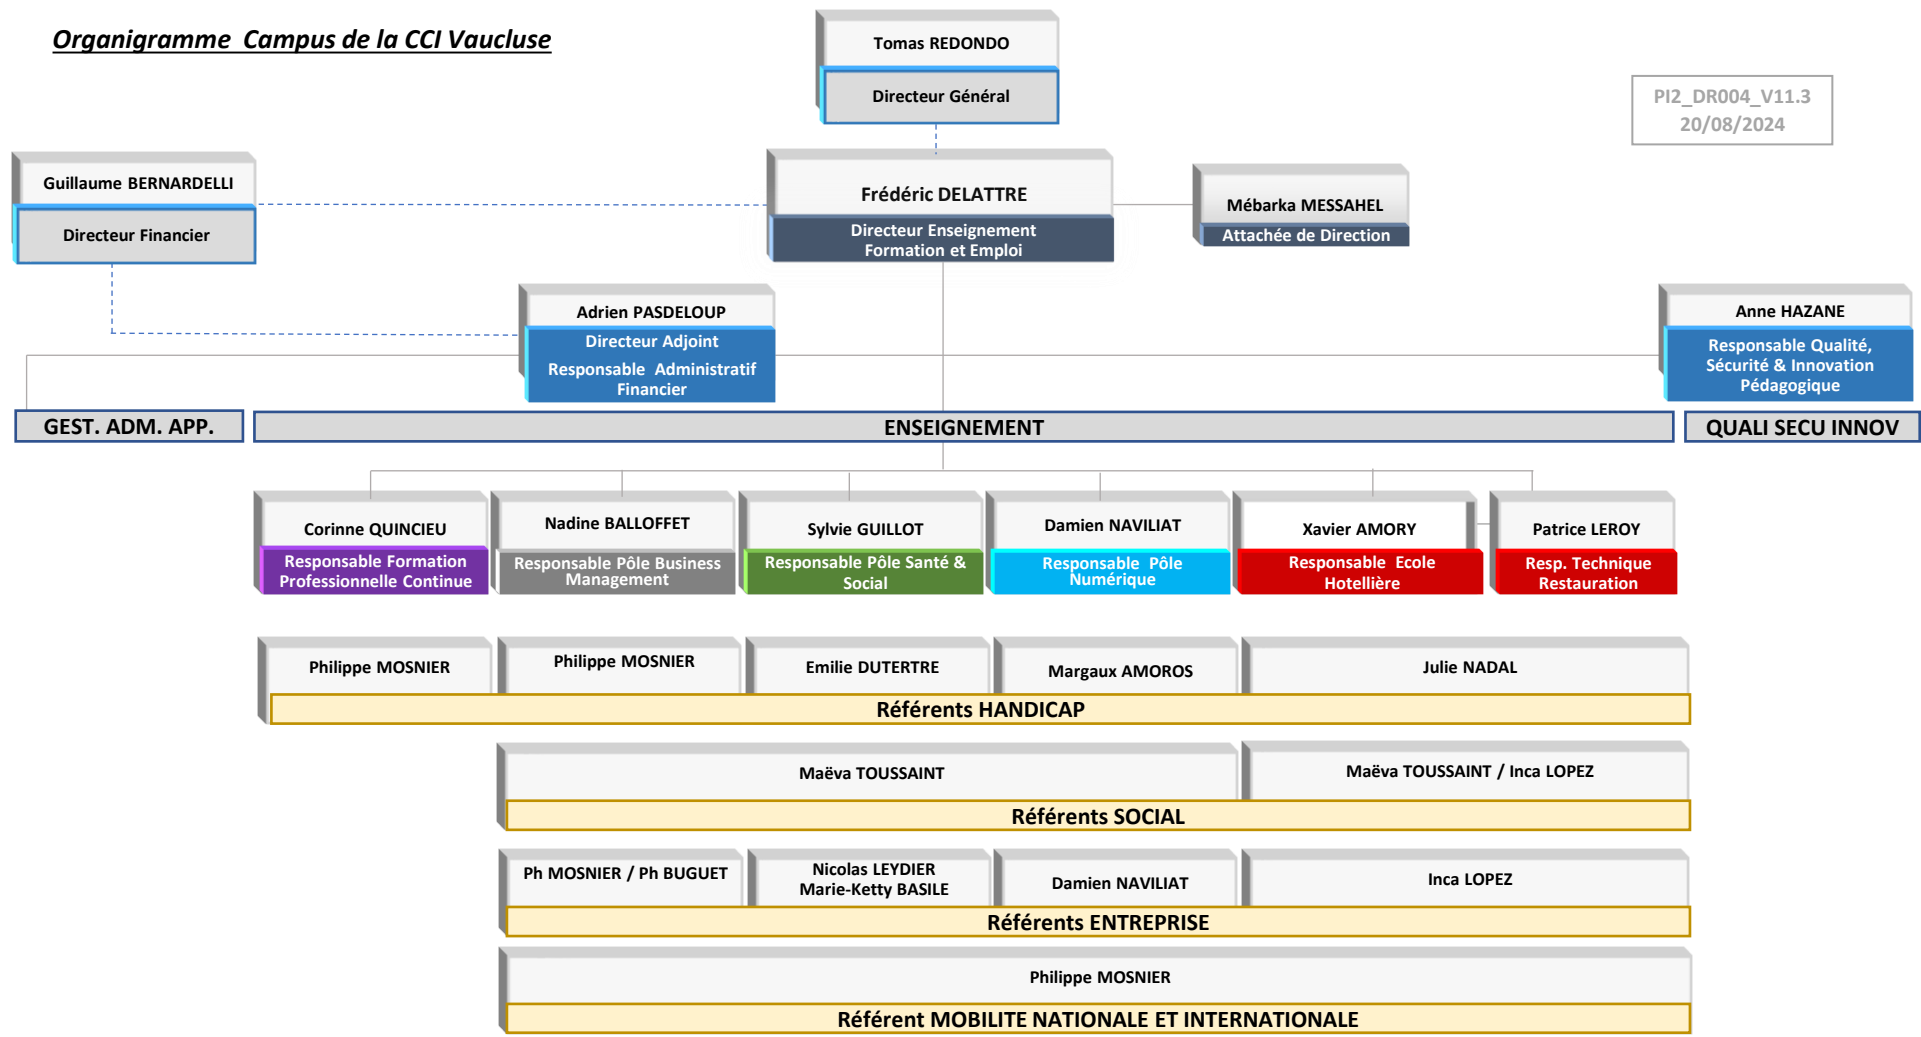 Organigramme Campus de la CCI Vaucluse
Tomas REDONDO
Directeur Général
PI2_DR004_V11.3
20/08/2024
Guillaume BERNARDELLI
Directeur Financier
Frédéric DELATTRE
Directeur Enseignement
Formation et Emploi
Mébarka MESSAHEL
Attachée de Direction
Adrien PASDELOUP
Directeur Adjoint
Responsable Administratif
Financier
Anne HAZANE
Responsable Qualité,
Sécurité & Innovation
Pédagogique
GEST. ADM. APP.
ENSEIGNEMENT
QUALI SECU INNOV
Corinne QUINCIEU
Responsable Formation
Professionnelle Continue
Nadine BALLOFFET
Responsable Pôle Business
Management
Sylvie GUILLOT
Responsable Pôle Santé &
Social
Damien NAVILIAT
Responsable Pôle
Numérique
Xavier AMORY
Responsable Ecole
Hotellière
Patrice LEROY
Resp. Technique
Restauration
Philippe MOSNIER
Philippe MOSNIER
Emilie DUTERTRE
Margaux AMOROS
Julie NADAL
Référents HANDICAP
Maëva TOUSSAINT
Maëva TOUSSAINT / Inca LOPEZ
Référents SOCIAL
Ph MOSNIER / Ph BUGUET
Nicolas LEYDIER
Marie-Ketty BASILE
Damien NAVILIAT
Inca LOPEZ
Référents ENTREPRISE
Philippe MOSNIER
Référent MOBILITE NATIONALE ET INTERNATIONALE